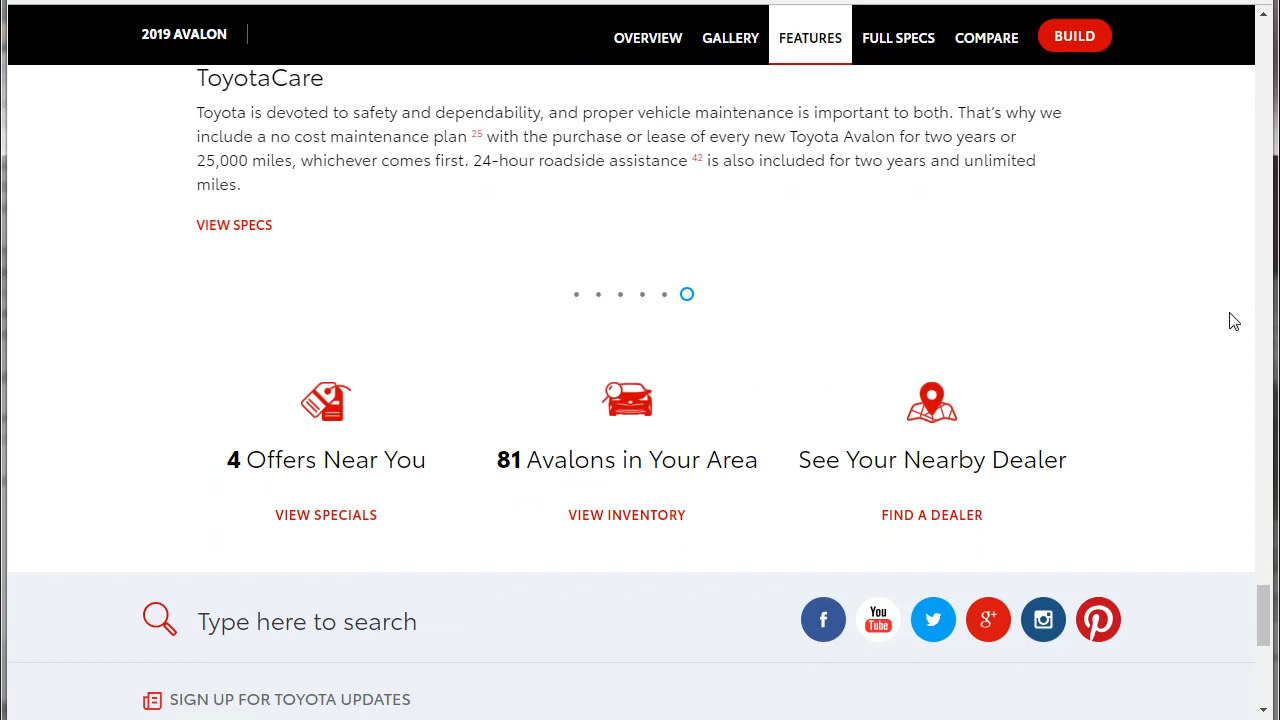 2019 AVALON
OVERVIEW GALLERY FEATURES FULL SPECS COMPARE BUILD
ToyotaCare
Toyota is devoted to safety and dependability, and proper vehicle maintenance is important to both. That's why we
include a no cost maintenance plan 25 with the purchase or lease of every new Toyota Avalon for two years or
25,000 miles, whichever comes first. 24-hour roadside assistance 42 is also included for two years and unlimited
miles.
VIEW SPECS
4 Offers Near You
VIEW SPECIALS
81 Avalons in Your Area
VIEW INVENTORY
See Your Nearby Dealer
FIND A DEALER
Type here to search
f
You
Tube
g+
SIGN UP FOR TOYOTA UPDATES